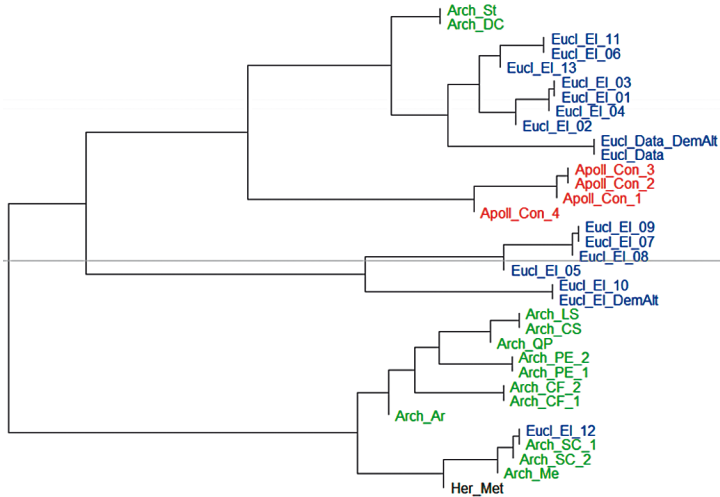 Arch_St
Arch_DC
Eucl_El_11
Eucl_El_06
Eucl_El_13
Eucl_El_03
Eucl_El_01
Eucl_El_04
Eucl_El_02
Eucl_Data_DemAlt
Eucl_Data
Apoll_Con_3
Apoll_Con_2
Apoll_Con_1
Apoll_Con_4
Eucl_El_09
Eucl_El_07
Eucl_El_08
Eucl_El_05
Eucl_El_10
Eucl_El_DemAlt
Arch_LS
Arch_CS
Arch_QP
Arch_PE_2
Arch_PE_1
Arch_CF_2
Arch_CF_1
Arch_Ar
Eucl_El_12
Arch_SC_1
Arch_SC_2
Arch_Me
Her_Met